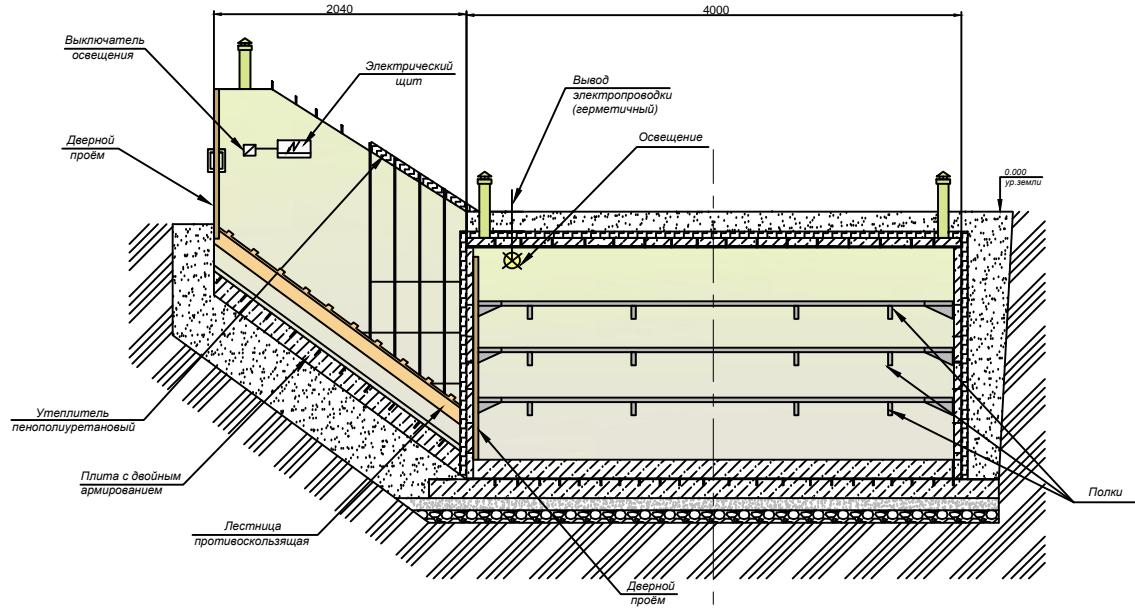 2040
4000
Выключатель
освещения
Электрический
щит
Вывод
электропроводки
(герметичный)
Освещение
Дверной
проём
0.000
ур.земли
Утеплитель
пенополиуретановый
Плита с двойным
армированием
Лестница
противоскользящая
Полки
Дверной
проём